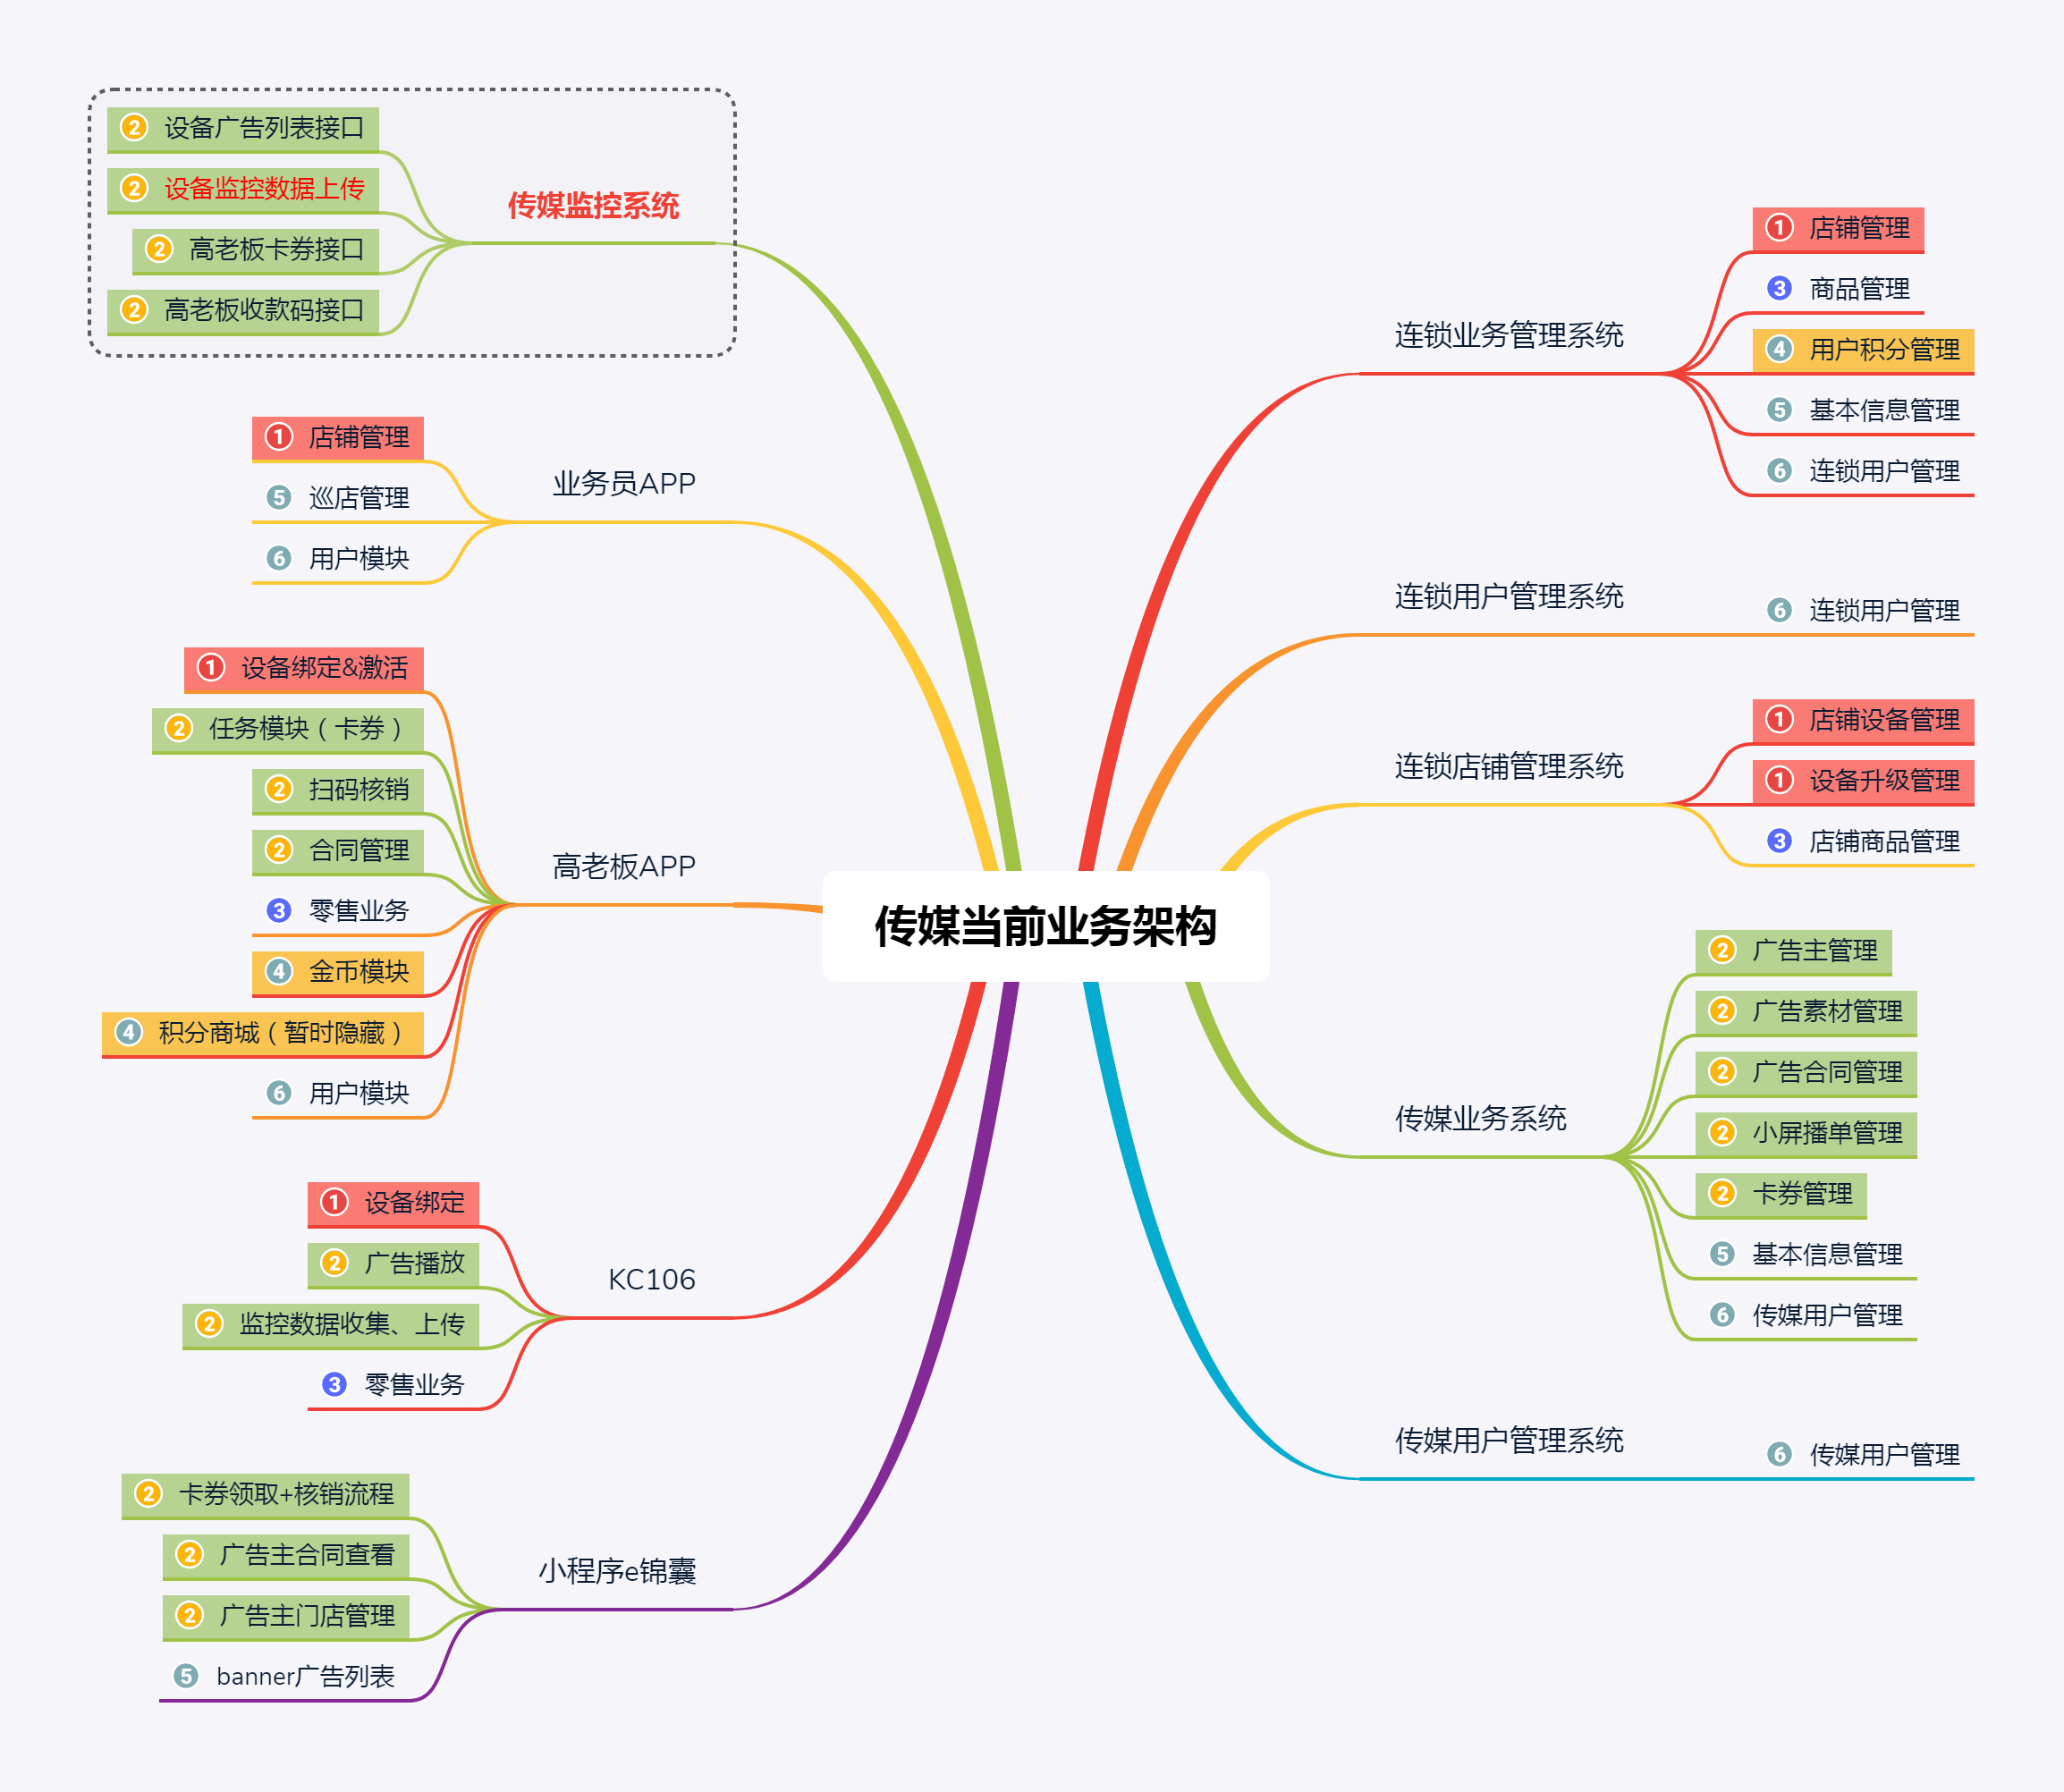 传媒当前业务架构
连锁业务管理系统
1 店铺管理
3 商品管理
4 用户积分管理
5 基本信息管理
6 连锁用户管理
连锁用户管理系统
6 连锁用户管理
连锁店铺管理系统
1 店铺设备管理
1 设备升级管理
3 店铺商品管理
传媒业务系统
2 广告主管理
2 广告素材管理
2 广告合同管理
2 小屏播单管理
2 卡券管理
5 基本信息管理
6 传媒用户管理
传媒用户管理系统
6 传媒用户管理
传媒监控系统
2 设备广告列表接口
2 设备监控数据上传
2 高老板卡券接口
2 高老板收款码接口
业务员APP
1 店铺管理
5 巡店管理
6 用户模块
高老板APP
1 设备绑定&激活
2 任务模块（卡券）
2 扫码核销
2 合同管理
3 零售业务
4 金币模块
4 积分商城（暂时隐藏）
6 用户模块
KC106
1 设备绑定
2 广告播放
2 监控数据收集、上传
3 零售业务
小程序e锦囊
2 卡券领取+核销流程
2 广告主合同查看
2 广告主门店管理
5 banner广告列表